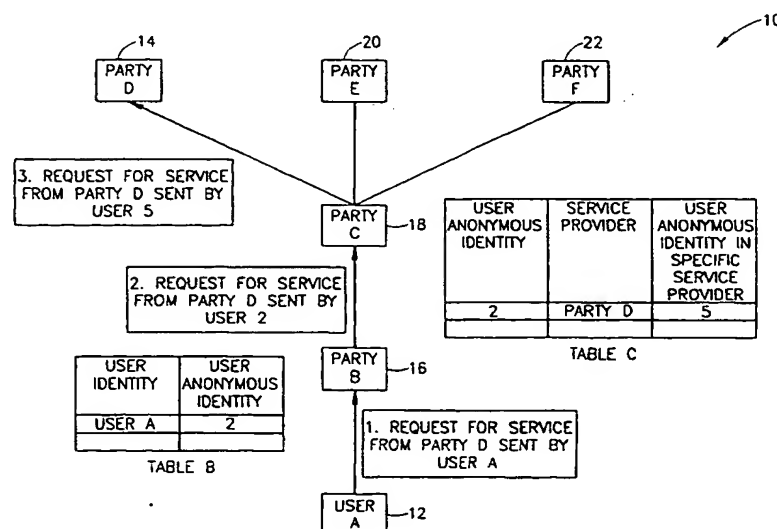 10
14
20
22
PARTY
D
PARTY
E
PARTY
F
3. REQUEST FOR SERVICE
FROM PARTY D SENT BY
USER 5
PARTY
C
18
USER
ANONYMOUS
IDENTITY
SERVICE
PROVIDER
USER
ANONYMOUS
IDENTITY IN
SPECIFIC
SERVICE
PROVIDER
2
PARTY D
5
TABLE C
2. REQUEST FOR SERVICE
FROM PARTY D SENT BY
USER 2
PARTY
B
16
USER
IDENTITY
USER
ANONYMOUS
IDENTITY
USER A
2
TABLE B
1. REQUEST FOR SERVICE
FROM PARTY D SENT BY
USER A
USER
A
12